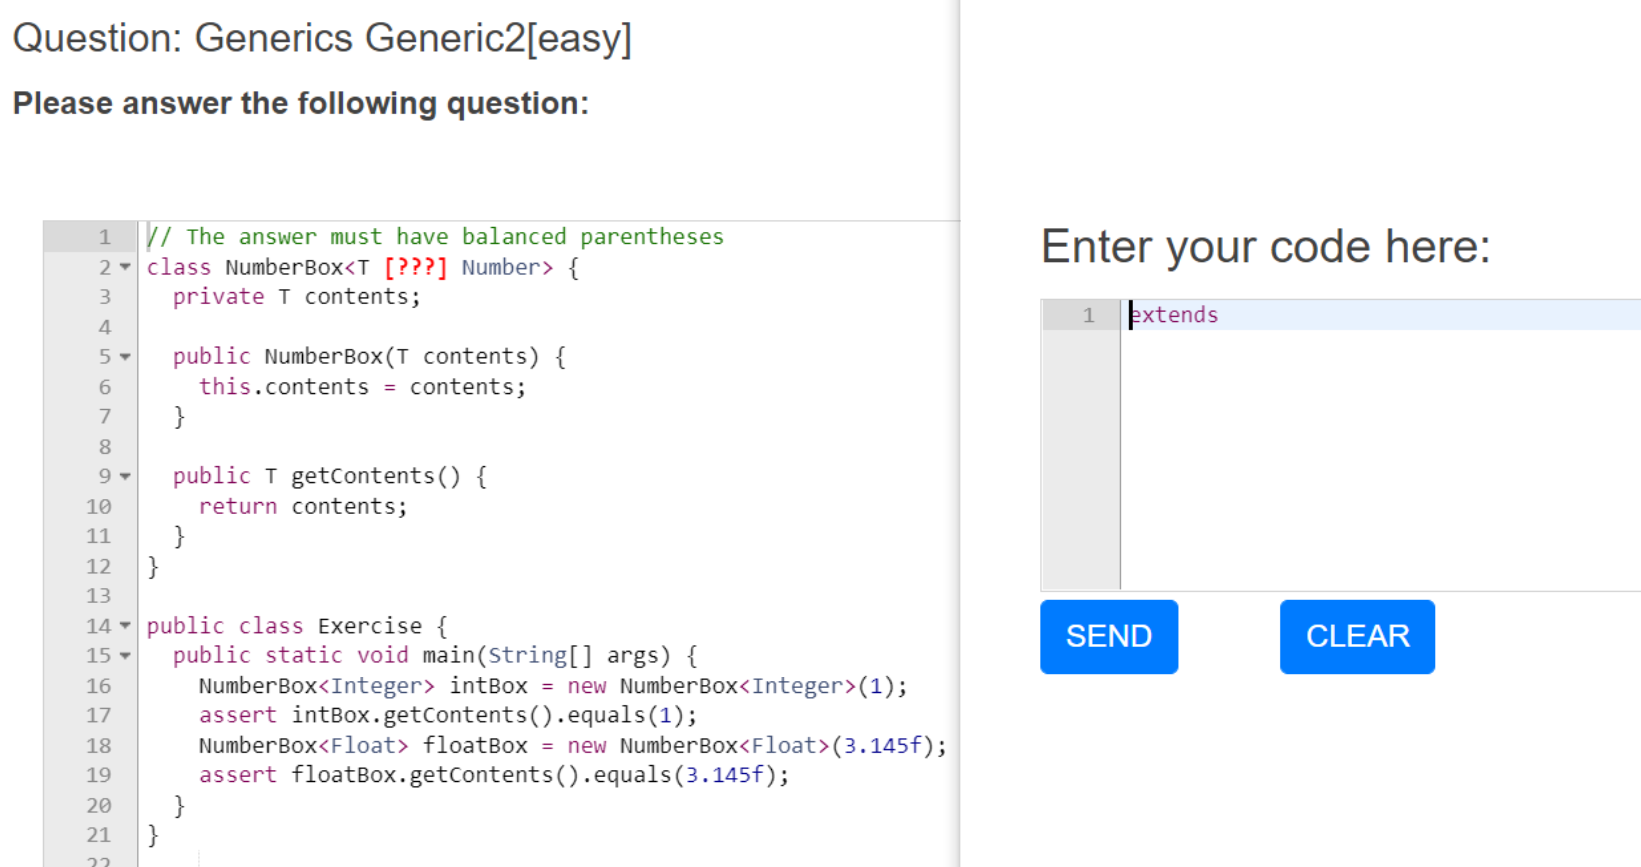 Question: Generics Generic2[easy]
Please answer the following question:
1 // The answer must have balanced parentheses
2 class NumberBox<T [???] Number> {
3 private T contents;
4
5 public NumberBox(T contents) {
6 this.contents = contents;
7 }
8
9 public T getContents() {
10 return contents;
11 }
12 }
13
14 public class Exercise {
15 public static void main(String[] args) {
16 NumberBox<Integer> intBox = new NumberBox<Integer>(1);
17 assert intBox.getContents().equals(1);
18 NumberBox<Float> floatBox = new NumberBox<Float>(3.145f);
19 assert floatBox.getContents().equals(3.145f);
20 }
21 }
22
Enter your code here:
1 extends
SEND
CLEAR